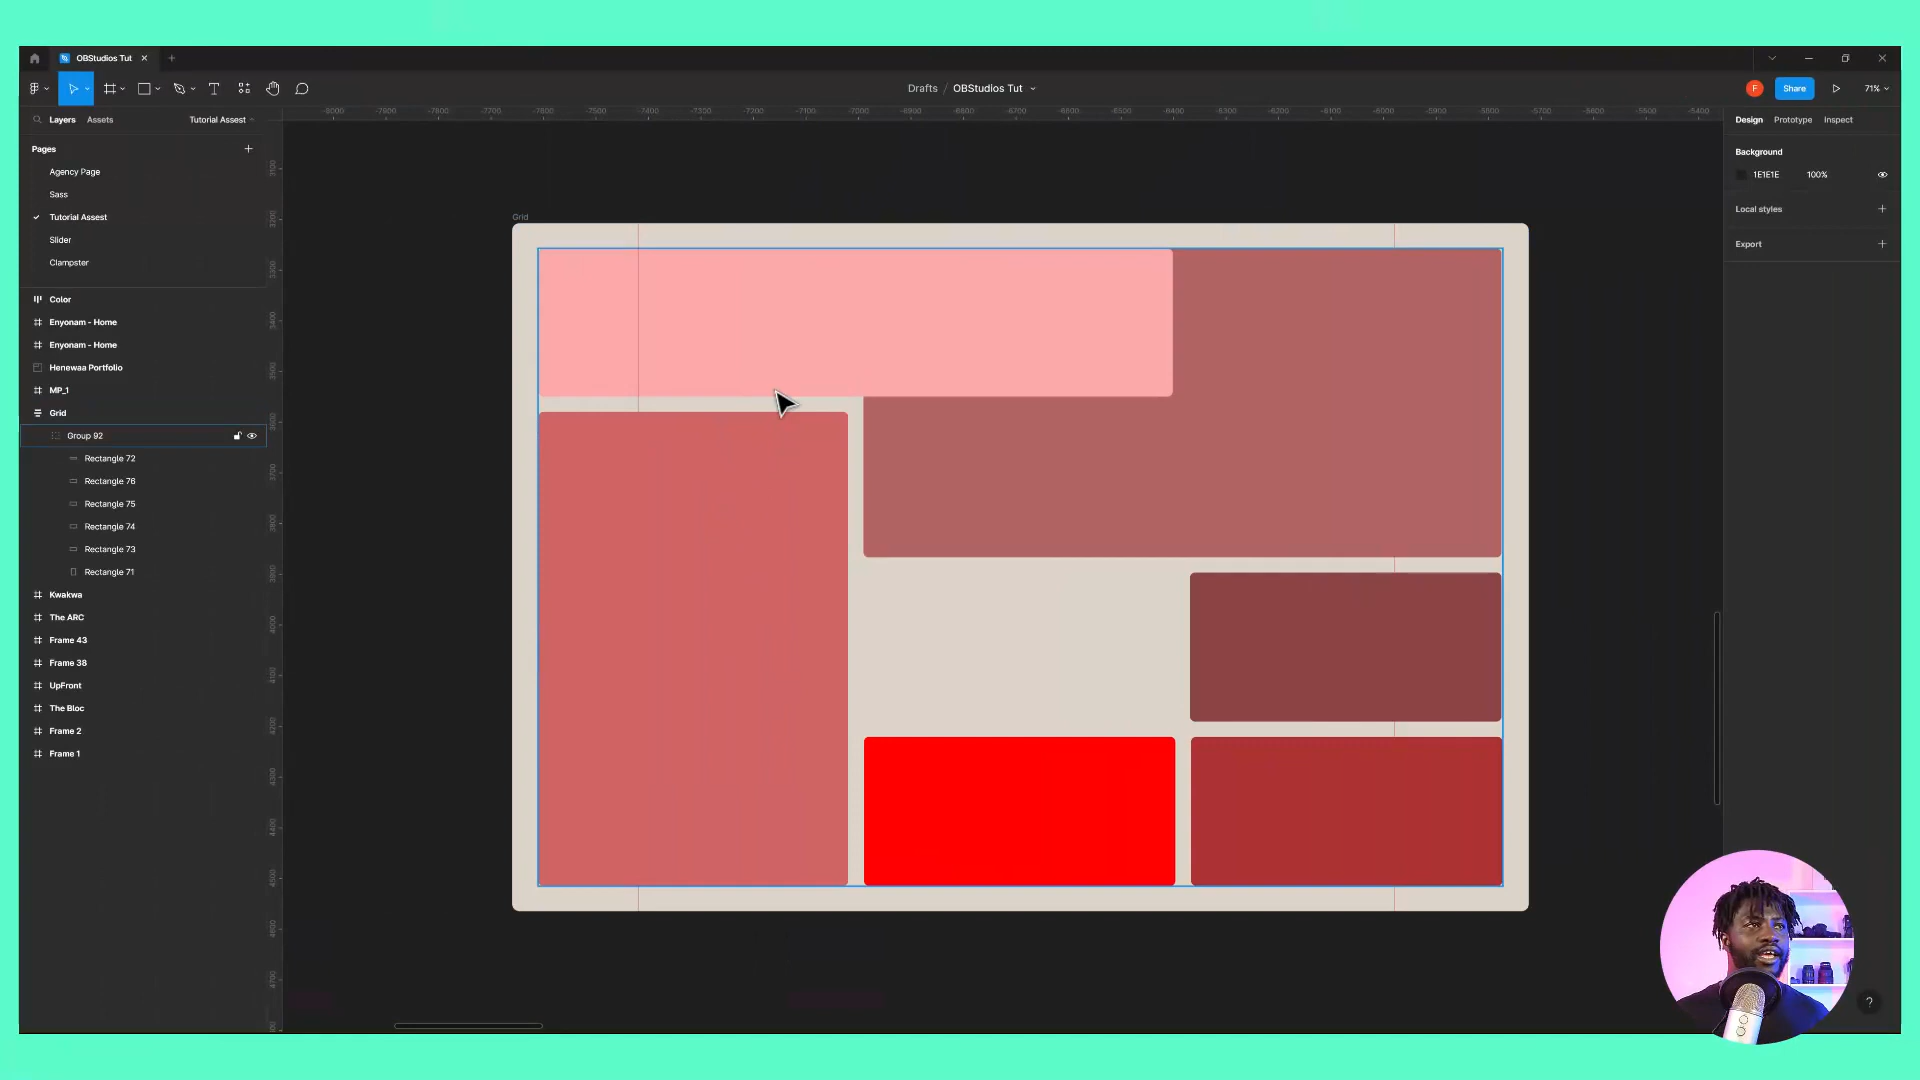 OBStudios Tut
Drafts / OBStudios Tut
F
Share
71%
Layers
Assets
Tutorial Assest
Pages
Agency Page
Sass
Tutorial Assest
Slider
Clampster
Color
Enyonam - Home
Enyonam - Home
Henewaa Portfolio
MP_1
Grid
Group 92
Rectangle 72
Rectangle 76
Rectangle 75
Rectangle 74
Rectangle 73
Rectangle 71
Kwakwa
The ARC
Frame 43
Frame 38
UpFront
The Bloc
Frame 2
Frame 1
Grid
Design
Prototype
Inspect
Background
1E1E1E
100%
Local styles
Export
?